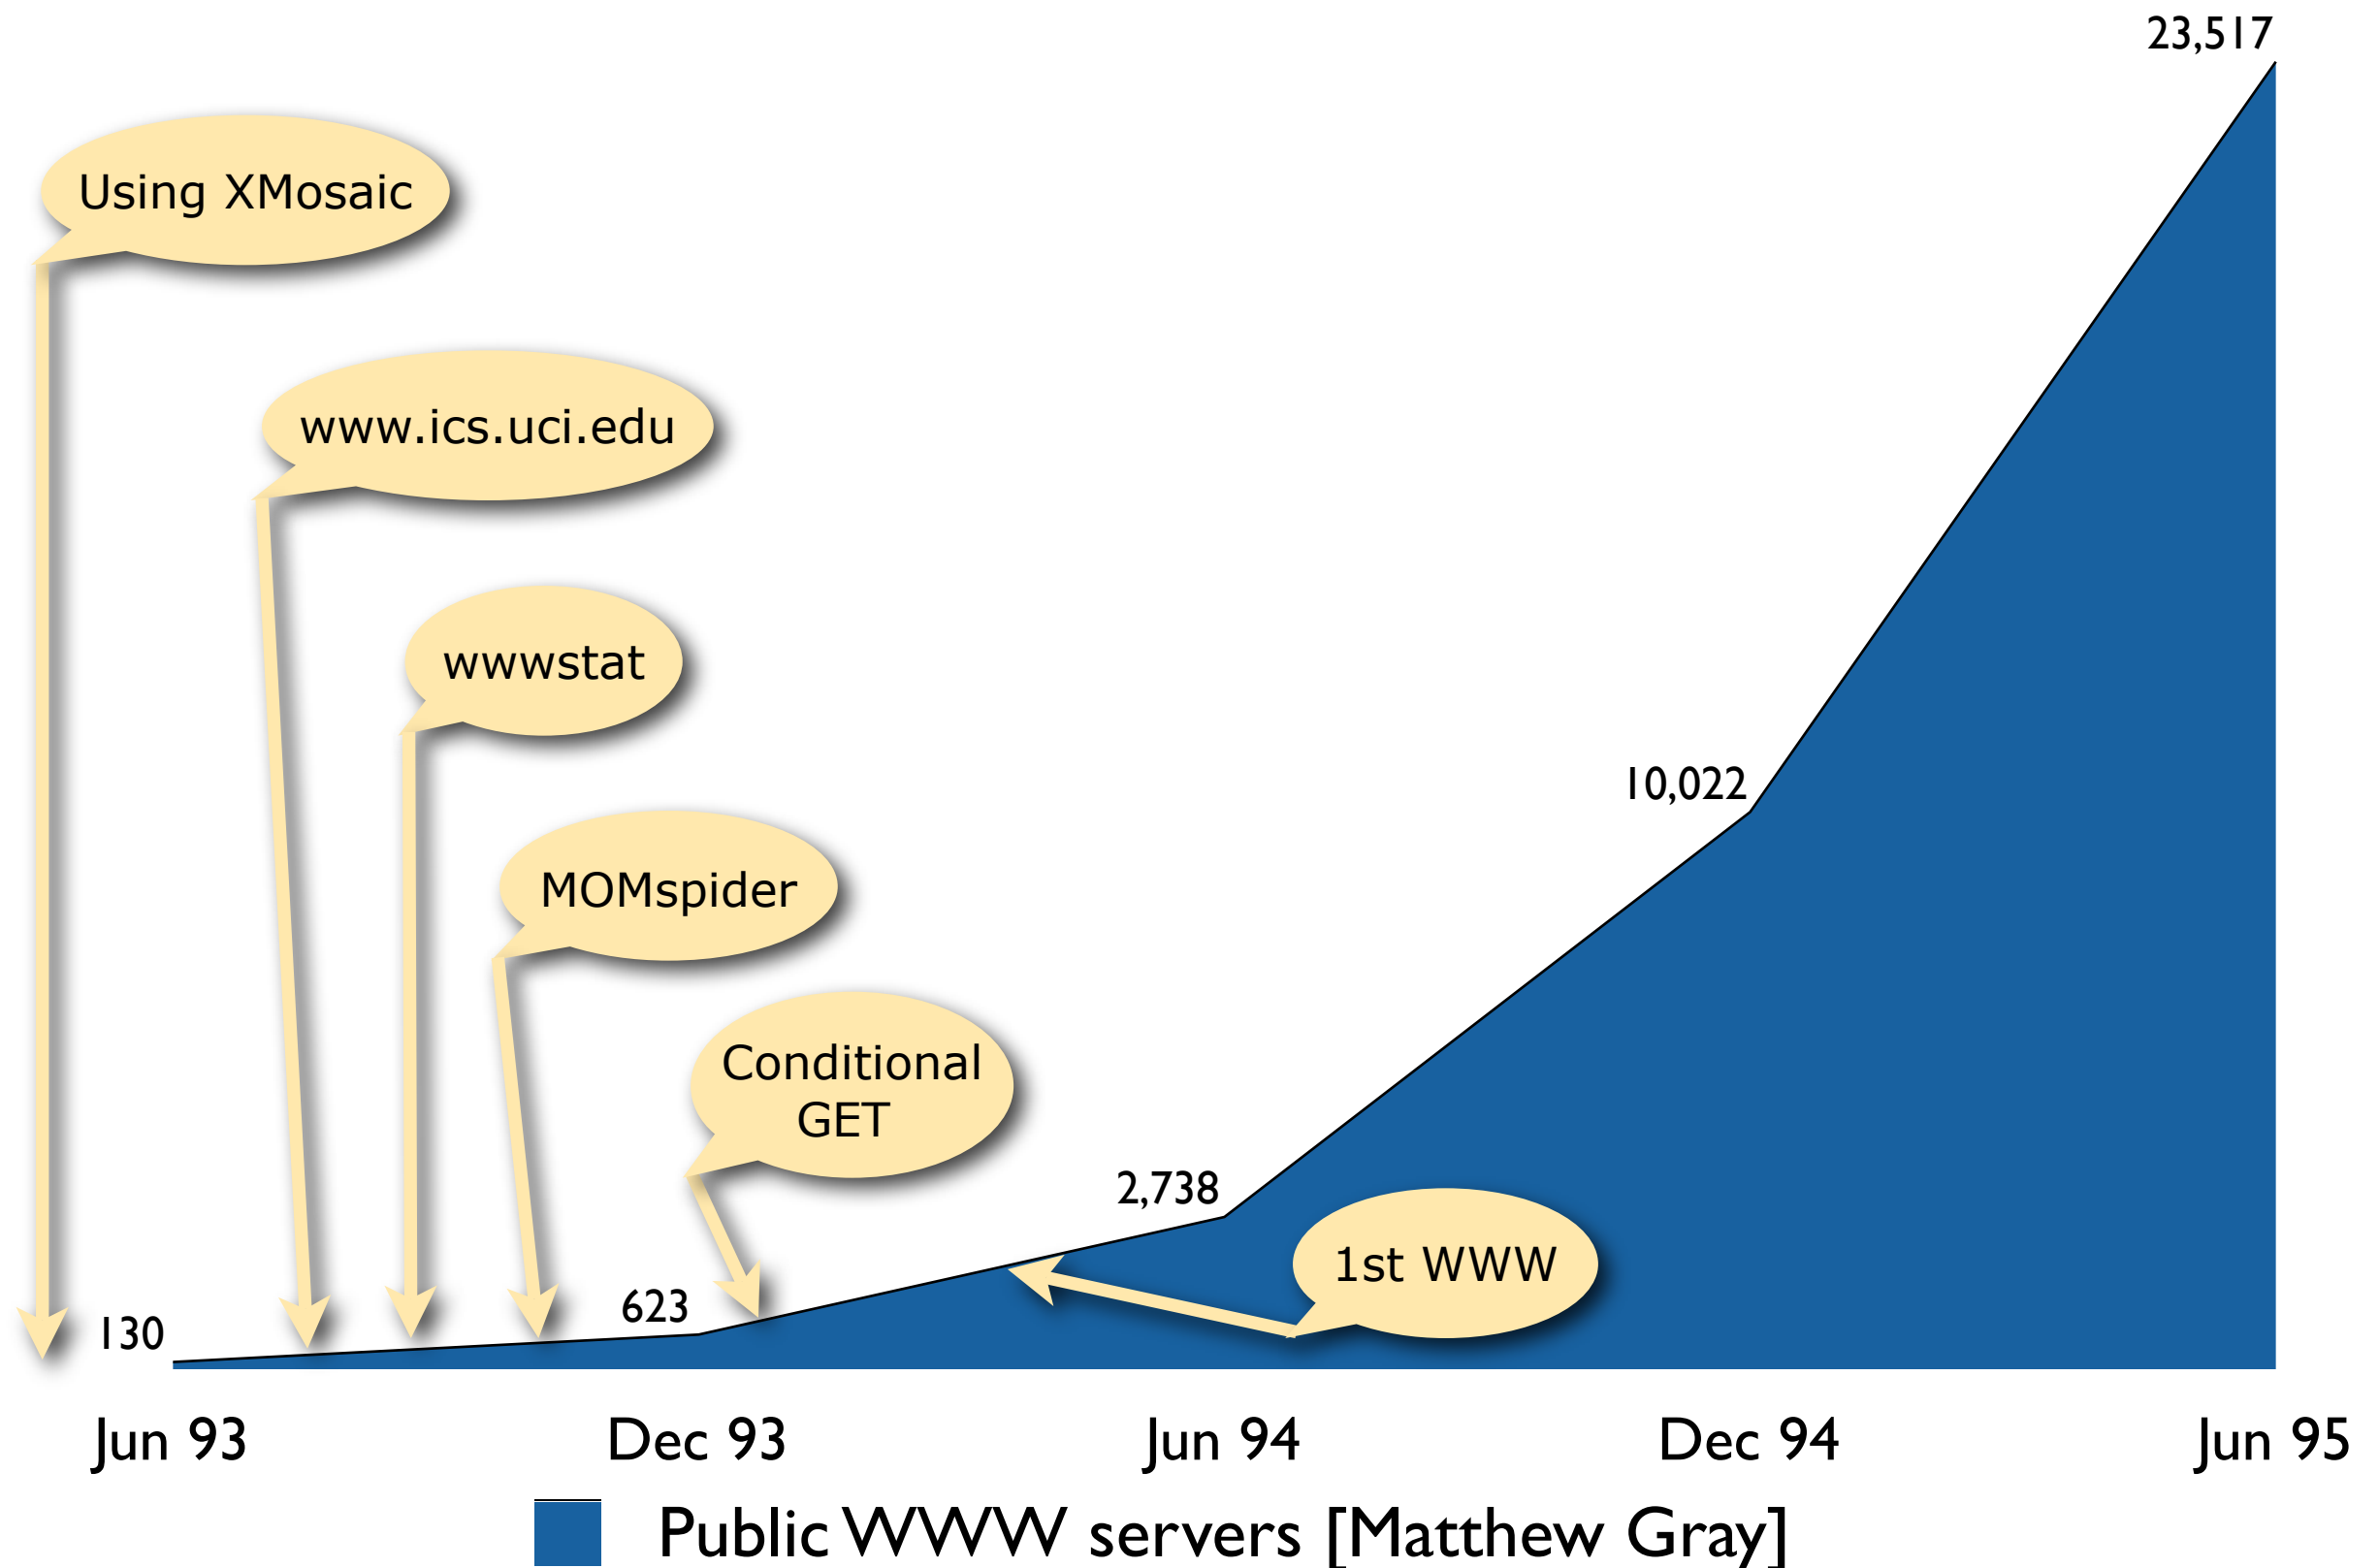 23,517
Using XMosaic
www.ics.uci.edu
wwwstat
10,022
MOMspider
Conditional
GET
2,738
1st WWW
623
130
Jun 93
Dec 93
Jun 94
Dec 94
Jun 95
Public WWW servers [Matthew Gray]